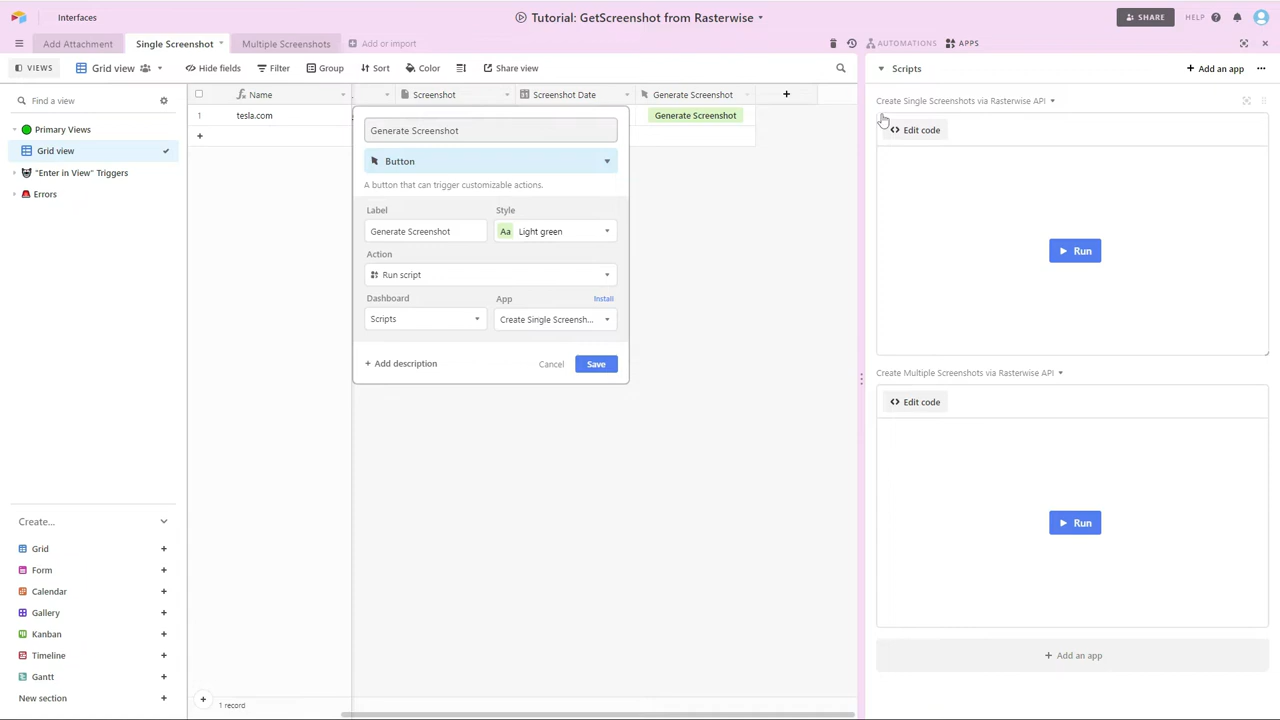 Interfaces
Tutorial: GetScreenshot from Rasterwise
SHARE
HELP
Add Attachment
Single Screenshot
Multiple Screenshots
Add or import
AUTOMATIONS
APPS
VIEWS
Grid view
Hide fields
Filter
Group
Sort
Color
Share view
Scripts
Add an app
Find a view
Primary Views
Grid view
"Enter in View" Triggers
Errors
Name
Screenshot
Screenshot Date
Generate Screenshot
1
tesla.com
Generate Screenshot
Generate Screenshot
Button
A button that can trigger customizable actions.
Label
Style
Generate Screenshot
Aa
Light green
Action
Run script
Dashboard
App
Install
Scripts
Create Single Screensh...
Add description
Cancel
Save
Create Single Screenshots via Rasterwise API
Edit code
Run
Create Multiple Screenshots via Rasterwise API
Edit code
Run
Add an app
Create...
Grid
Form
Calendar
Gallery
Kanban
Timeline
Gantt
New section
1 record